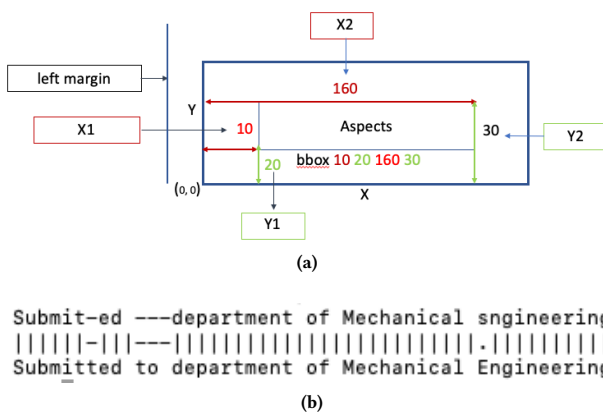 X2
left margin
160
Y
X1
10
Aspects
30
Y2
20
bbox 10 20 160 30
(0, 0)
X
Y1
(a)
Submit-ed ---department of Mechanical sngineering
||||||-|||---|||||||||||||||||||||||||.||||||||||
Submitted to department of Mechanical Engineering
(b)